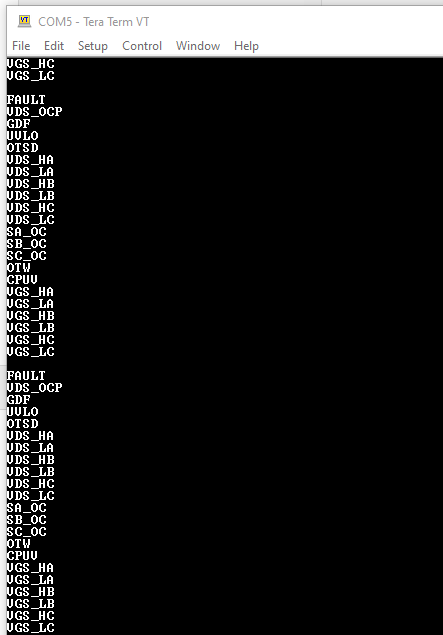 COM5 - Tera Term VT
File Edit Setup Control Window Help
VGS_HC
VGS_LC
FAULT
VDS_OCP
GDF
UVLO
OTSD
VDS_HA
VDS_LA
VDS_HB
VDS_LB
VDS_HC
VDS_LC
SA_OC
SB_OC
SC_OC
OTW
CPUV
VGS_HA
VGS_LA
VGS_HB
VGS_LB
VGS_HC
VGS_LC
FAULT
VDS_OCP
GDF
UVLO
OTSD
VDS_HA
VDS_LA
VDS_HB
VDS_LB
VDS_HC
VDS_LC
SA_OC
SB_OC
SC_OC
OTW
CPUV
VGS_HA
VGS_LA
VGS_HB
VGS_LB
VGS_HC
VGS_LC